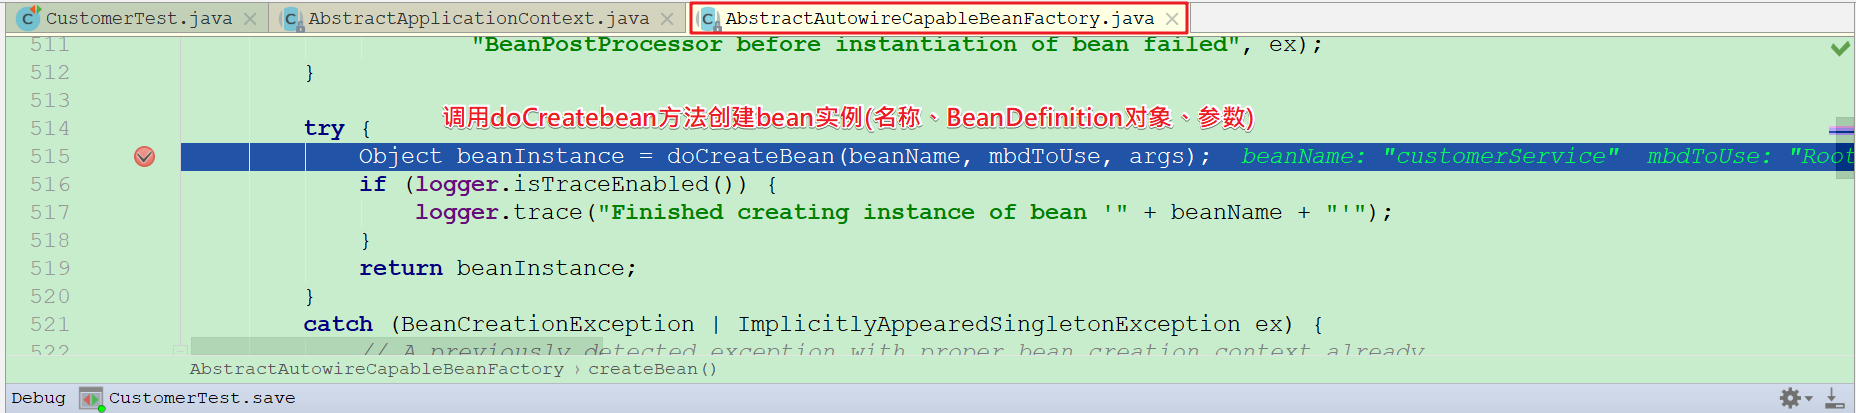 CustomerTest.java AbstractApplicationContext.java AbstractAutowireCapableBeanFactory.java
511 "BeanPostProcessor before instantiation of bean failed", ex);
512 }
513
调用doCreatebean方法创建bean实例(名称、BeanDefinition对象、参数)
514 try {
515 Object beanInstance = doCreateBean(beanName, mbdToUse, args); beanName: "customerService" mbdToUse: "Root
516 if (logger.isTraceEnabled()) {
517 logger.trace("Finished creating instance of bean '" + beanName + "'");
518 }
519 return beanInstance;
520 }
521 catch (BeanCreationException | ImplicitlyAppearedSingletonException ex) {
522 // A previously detected exception with proper bean creation context already
AbstractAutowireCapableBeanFactory › createBean()
Debug CustomerTest.save